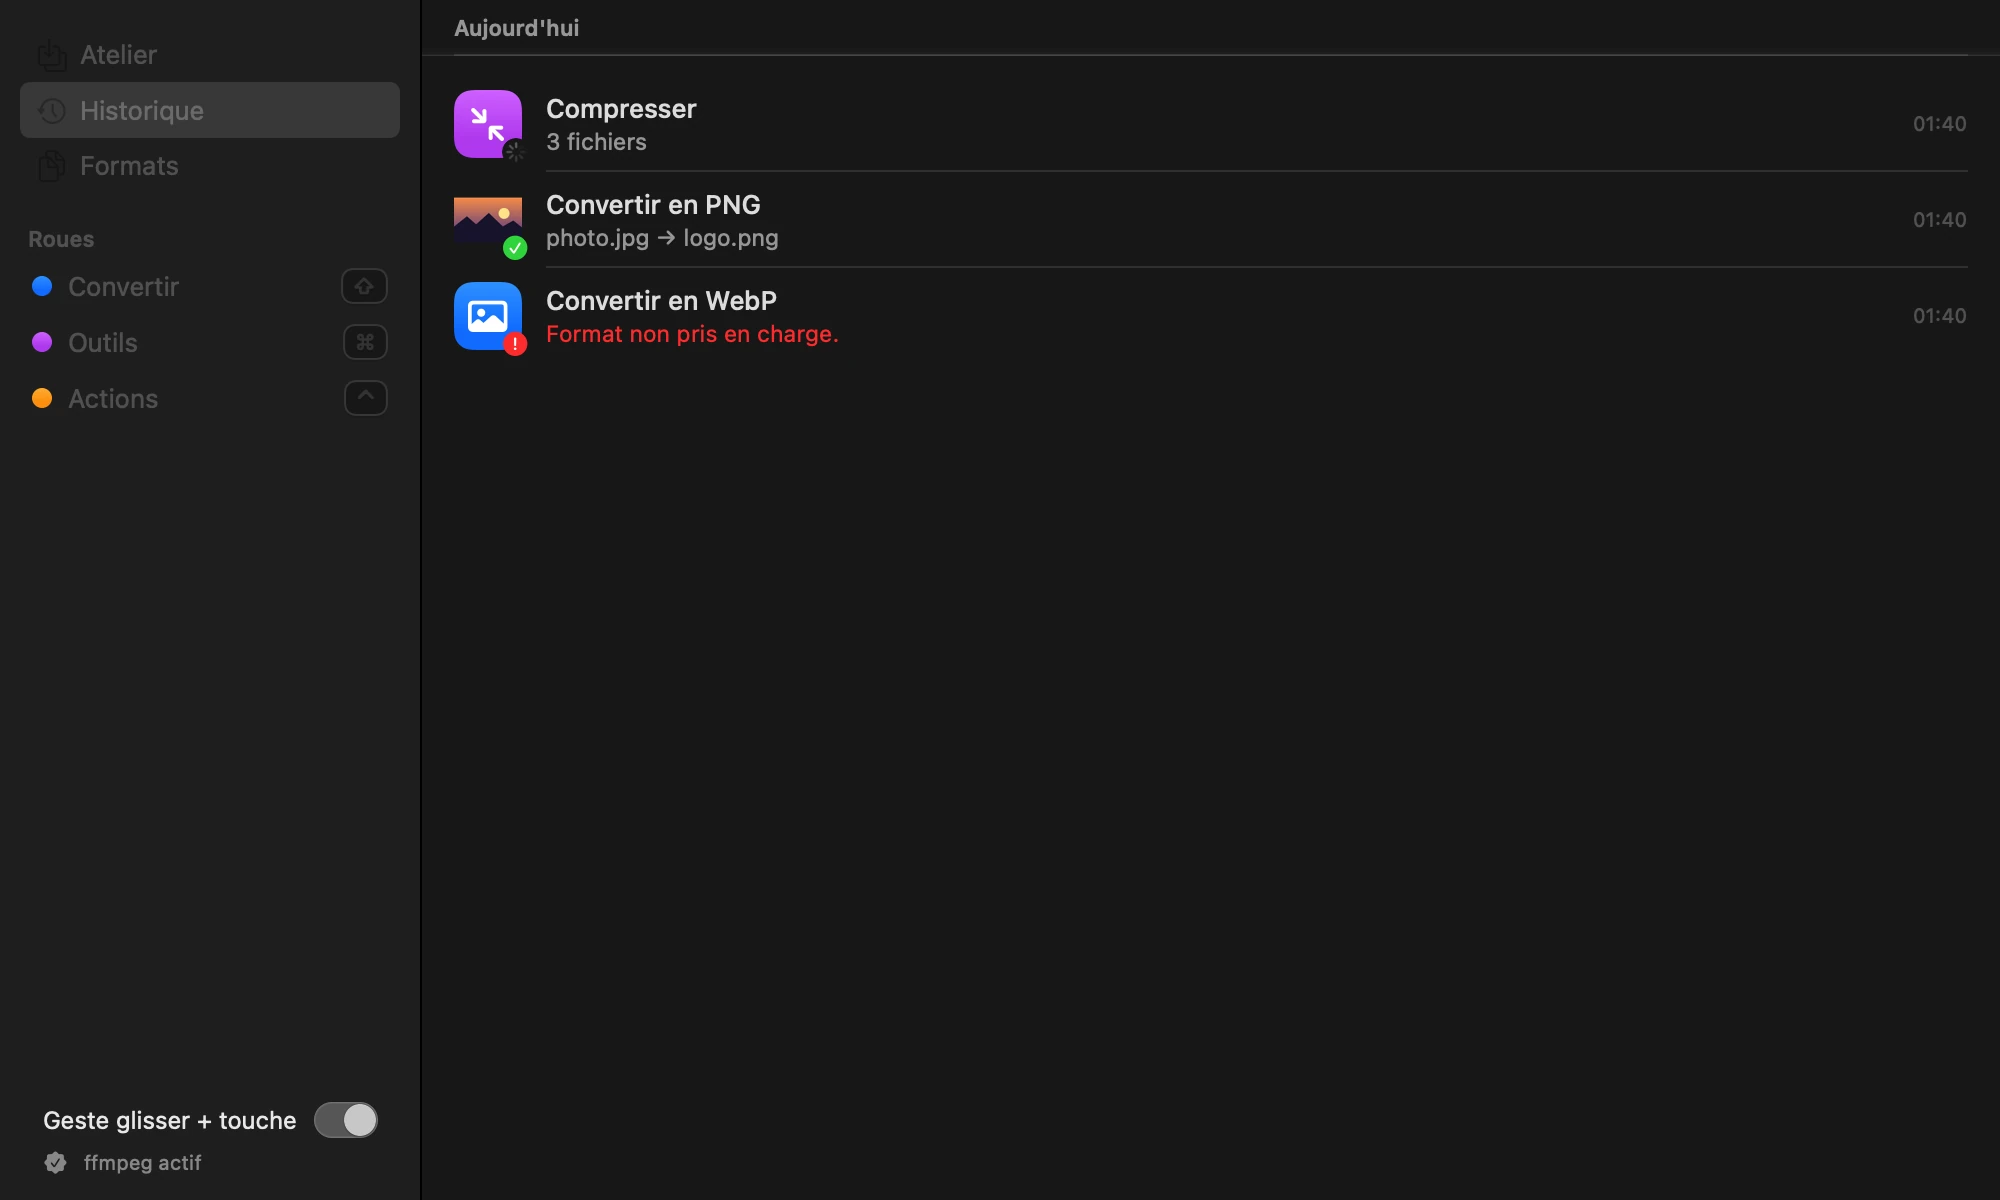 Atelier
Historique
Formats
Roues
Convertir
Outils
⌘
Actions
Geste glisser + touche
ffmpeg actif
Aujourd'hui
Compresser
3 fichiers
01:40
Convertir en PNG
photo.jpg → logo.png
01:40
Convertir en WebP
Format non pris en charge.
01:40